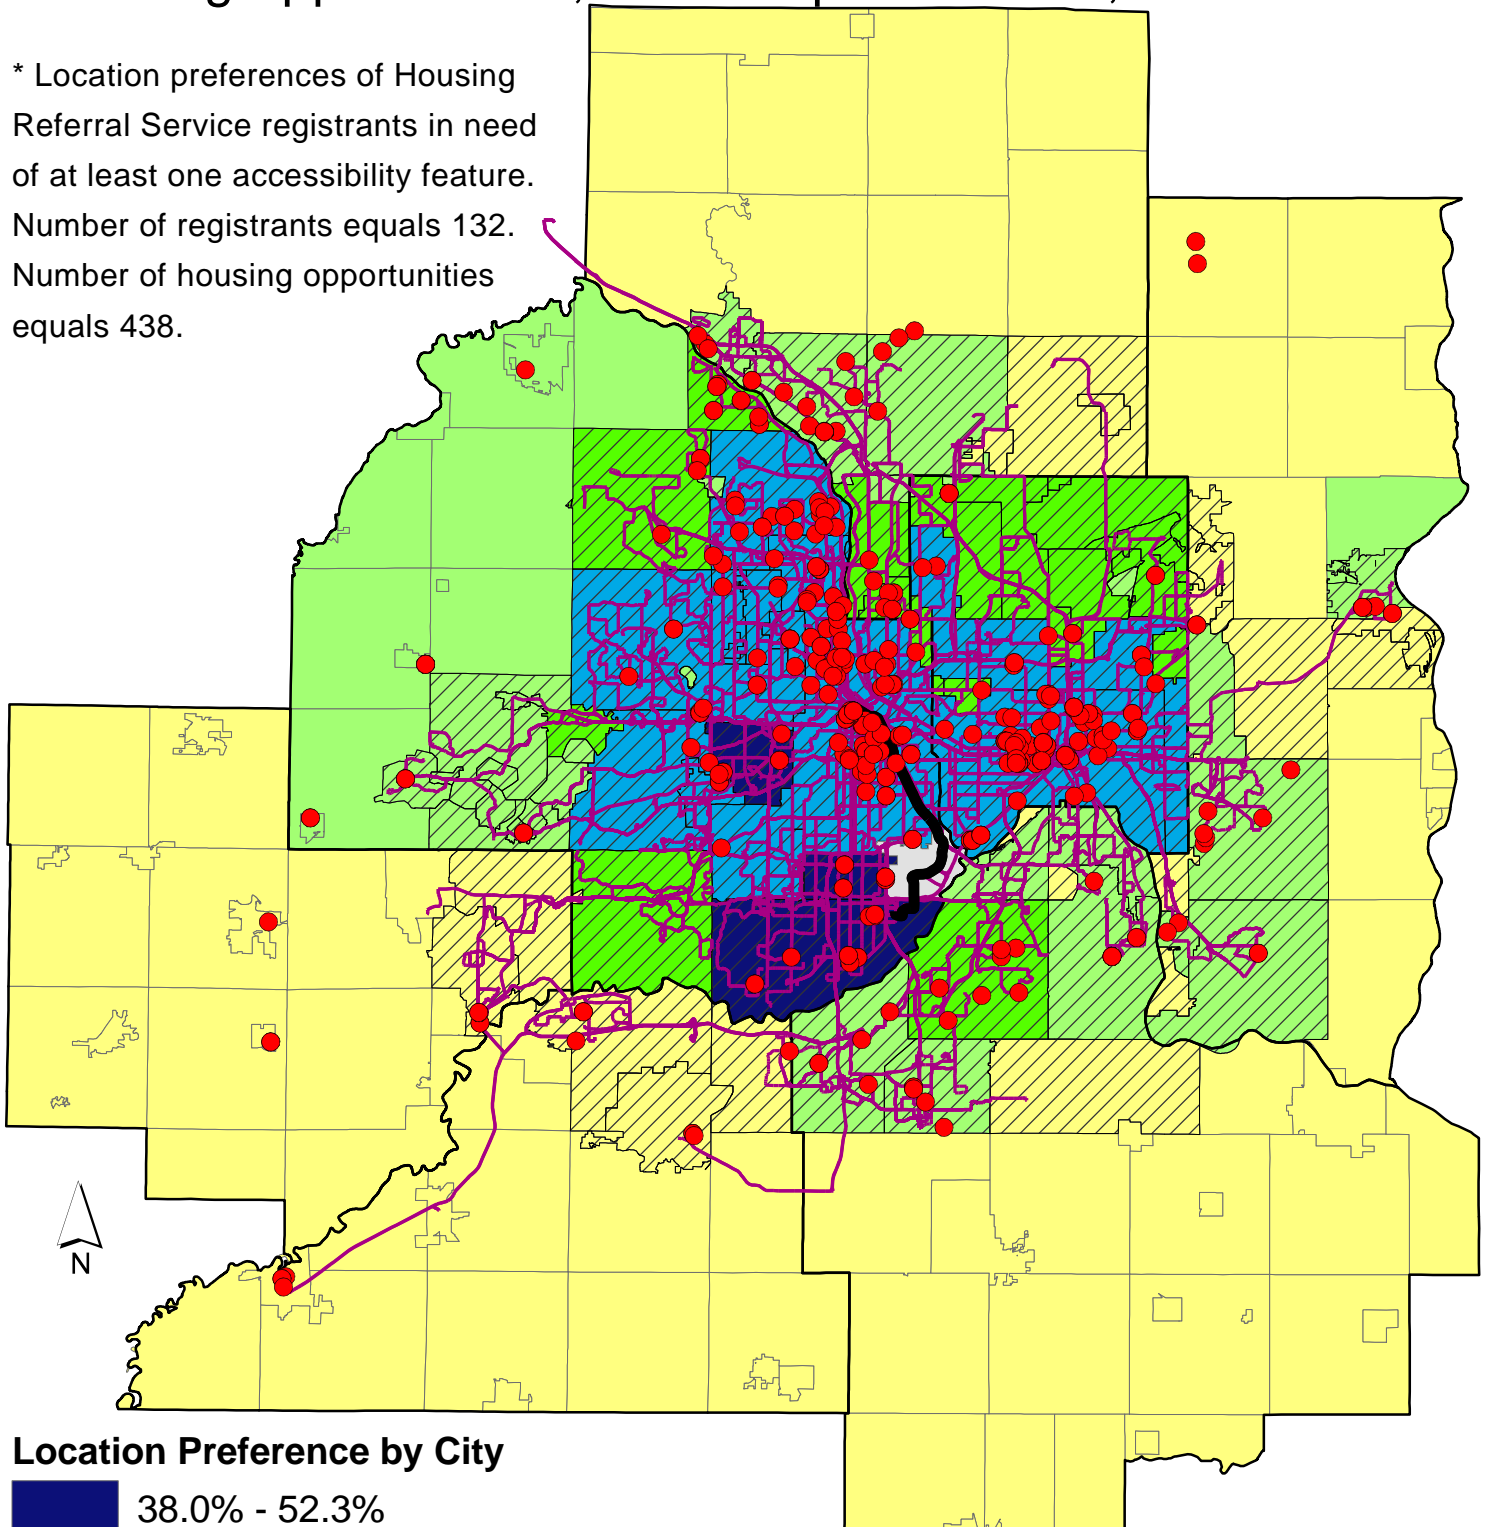 * Location preferences of Housing
Referral Service registrants in need
of at least one accessibility feature.
Number of registrants equals 132.
Number of housing opportunities
equals 438.
N
Location Preference by City
38.0% - 52.3%